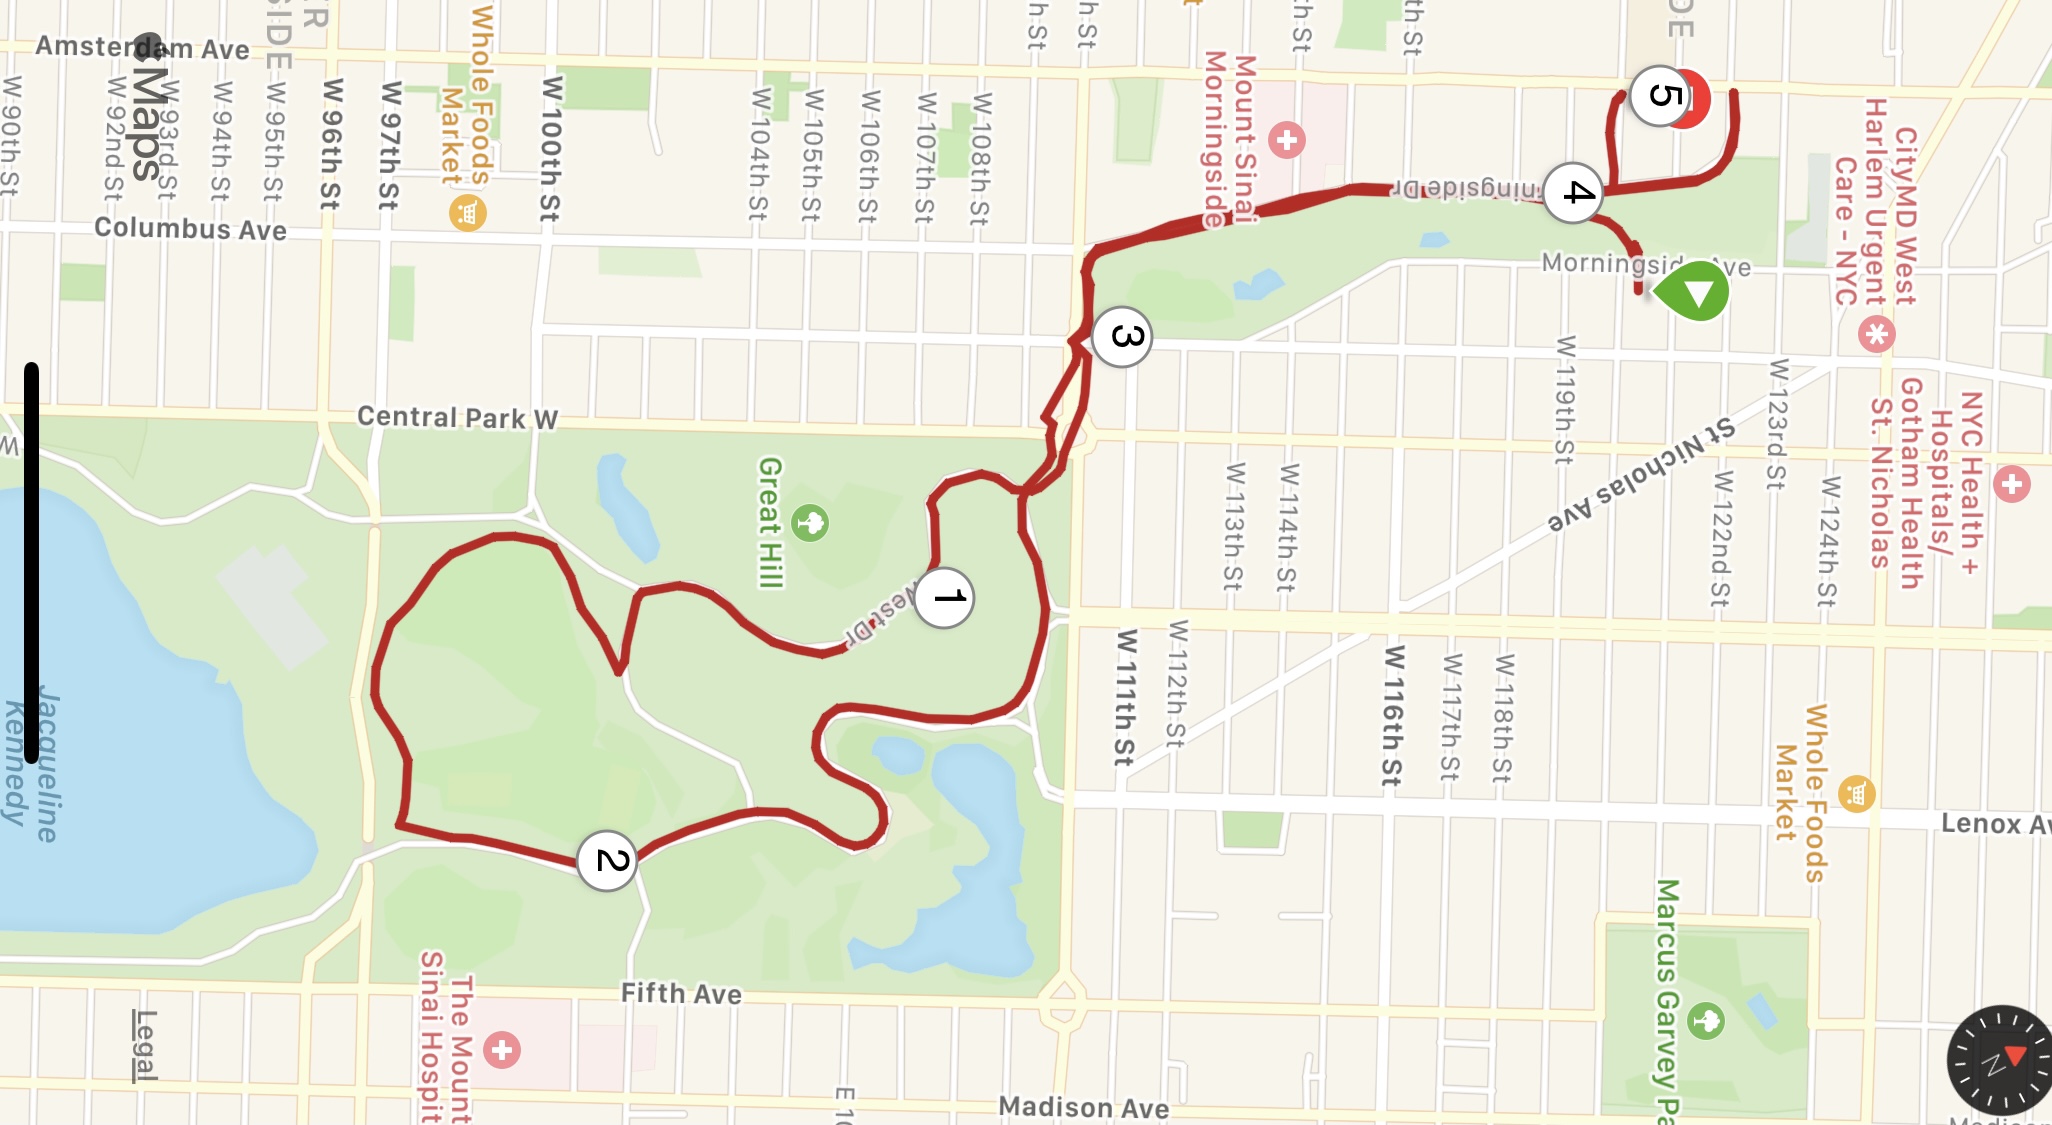 Amsterdam Ave
Maps
W 90th St
W 92nd St
W 93rd St
W 94th St
W 95th St
W 96th St
W 97th St
Whole Foods
Market
W 100th St
W 104th St
W 105th St
W 106th St
W 107th St
W 108th St
Mount Sinai
Morningside
Columbus Ave
Morningside Ave
CityMD West
Harlem Urgent
Care - NYC
5
4
3
1
2
Central Park W
Great Hill
West Dr
W 119th St
W 123rd St
St Nicholas Ave
NYC Health +
Hospitals/
Gotham Health
St. Nicholas
W 113th St
W 114th St
W 122nd St
W 124th St
W 111th St
W 112th St
W 116th St
W 117th St
W 118th St
Whole Foods
Market
Lenox Av
Jacqueline
Kennedy
Marcus Garvey Pa
Fifth Ave
The Mount
Sinai Hospit
Legal
Madison Ave
E 10
N